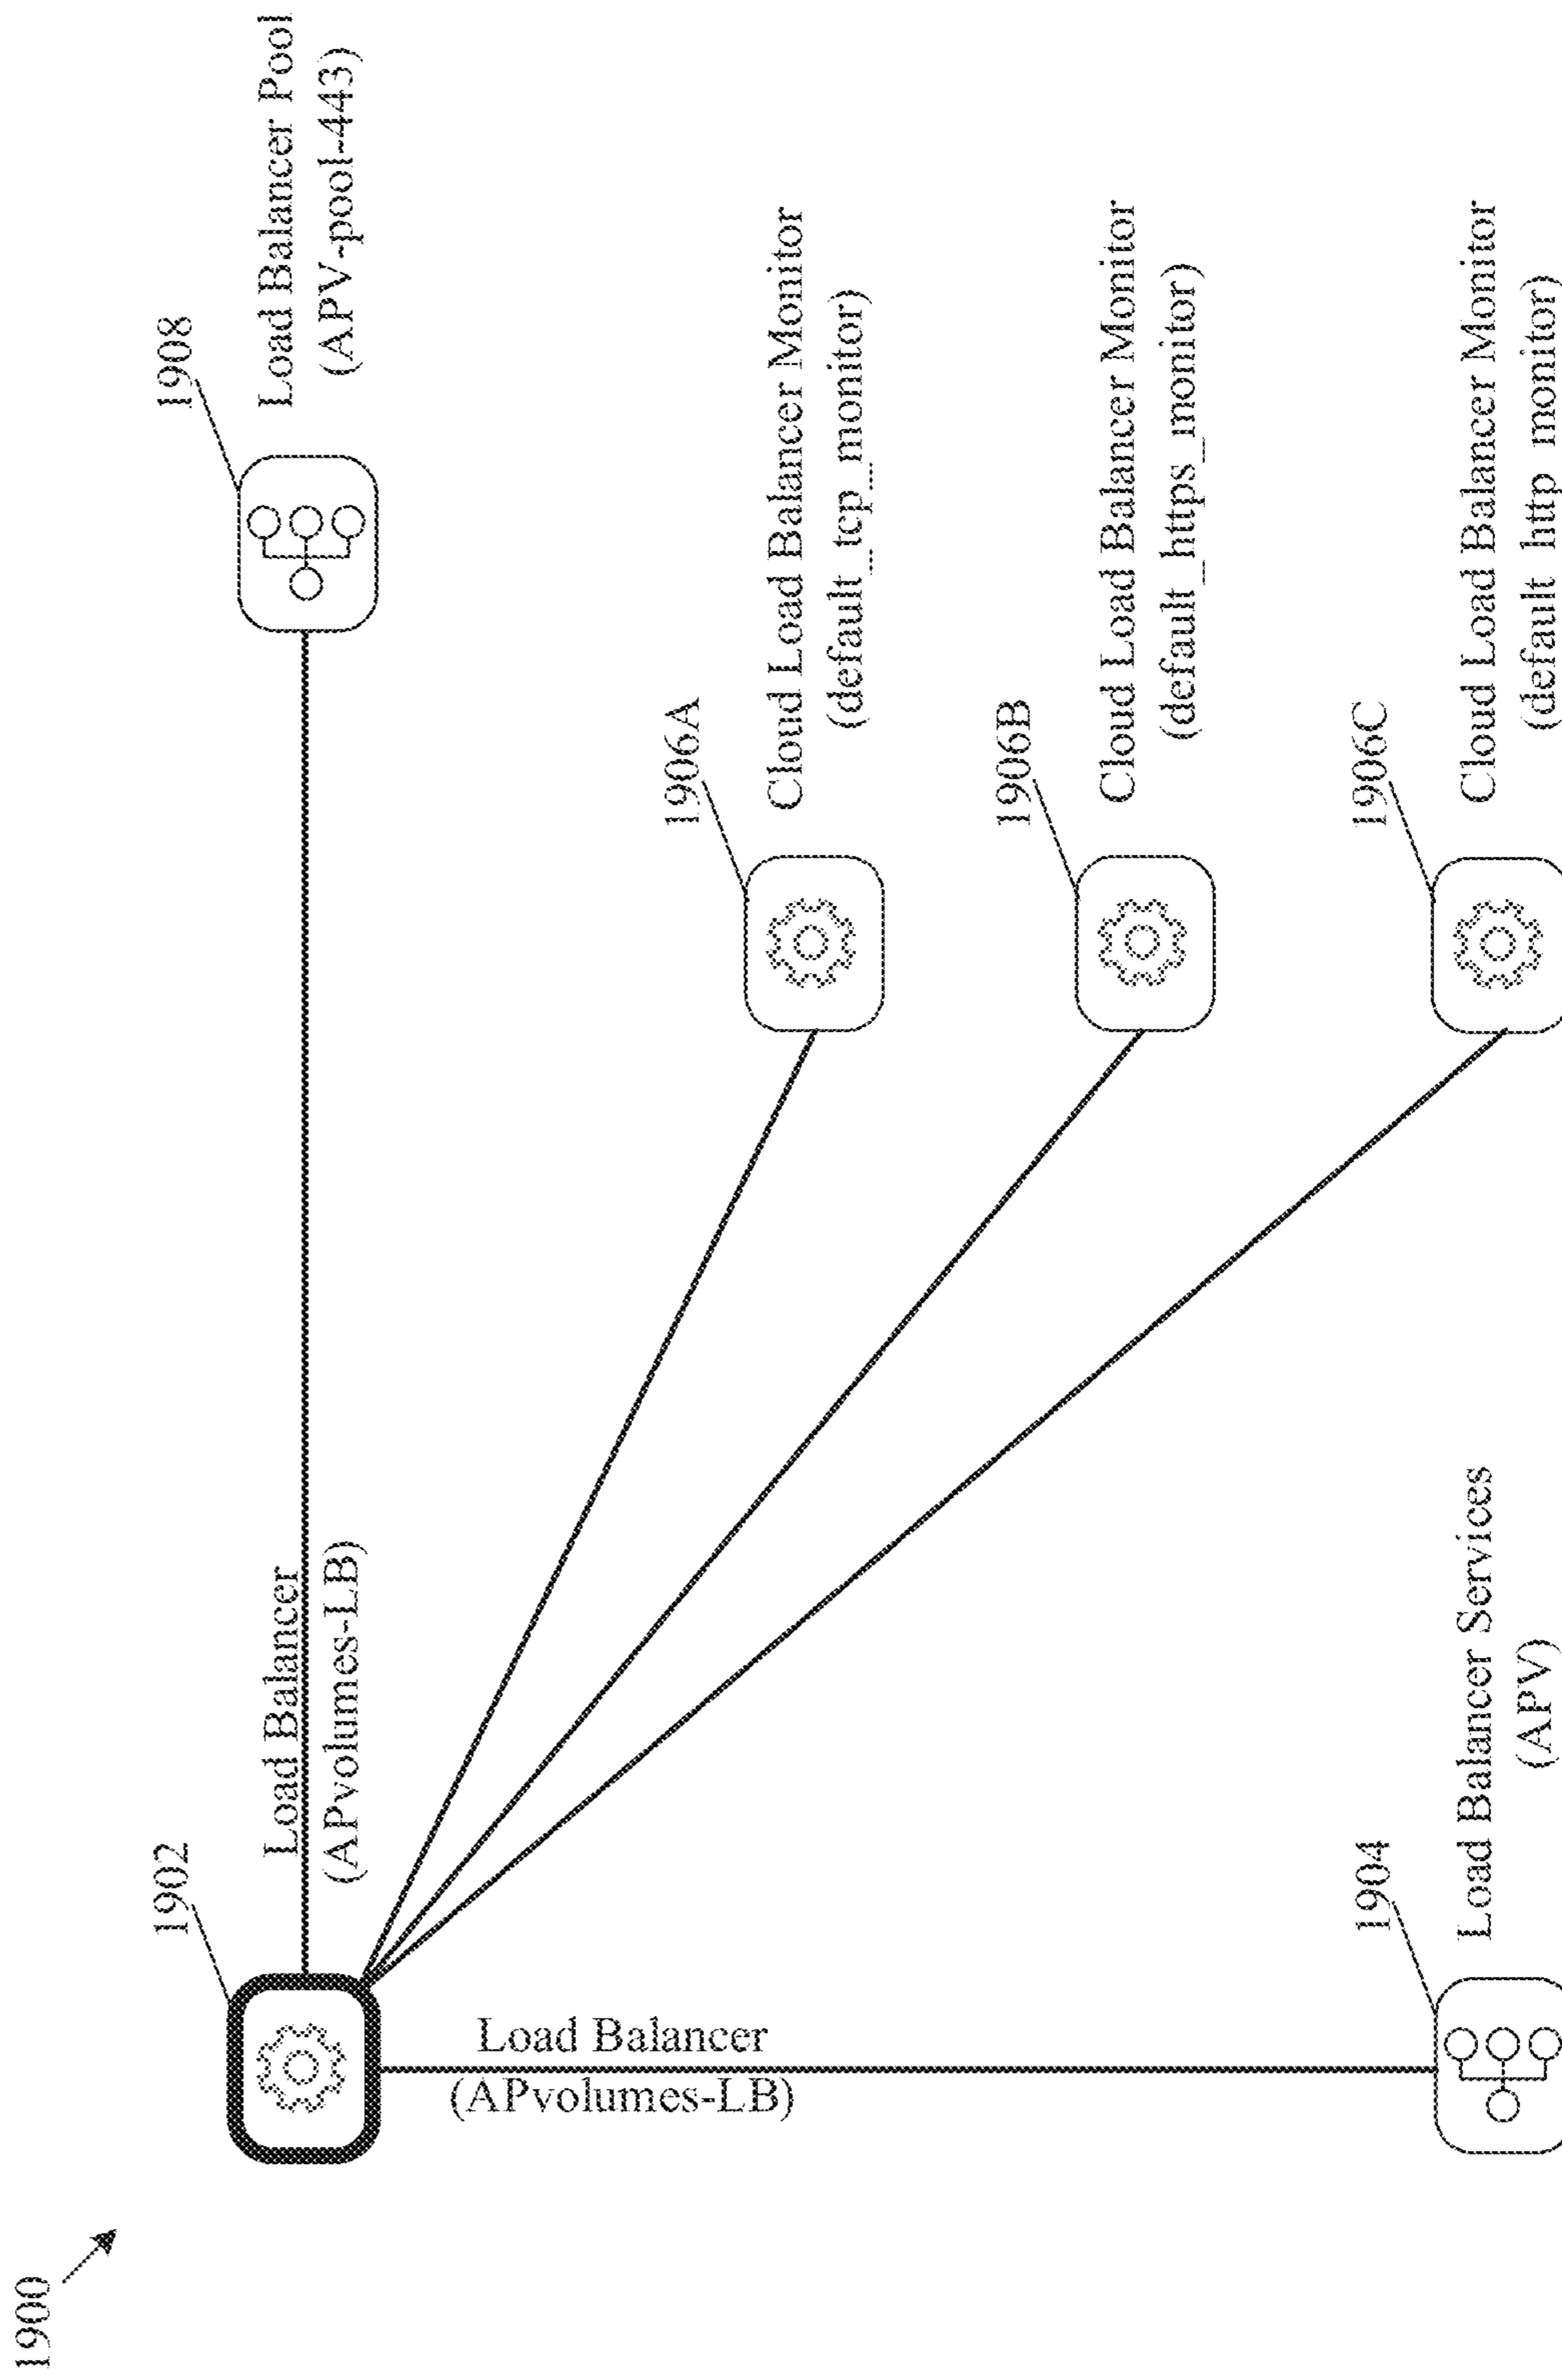 1900
1902
Load Balancer
(APvolumes-LB)
1908
Load Balancer Pool
(APV-pool-443)
1906A
Cloud Load Balancer Monitor
(default_tcp_monitor)
1906B
Cloud Load Balancer Monitor
(default_https_monitor)
1906C
Cloud Load Balancer Monitor
(default_http_monitor)
Load Balancer
(APvolumes-LB)
1904
Load Balancer Services
(APV)